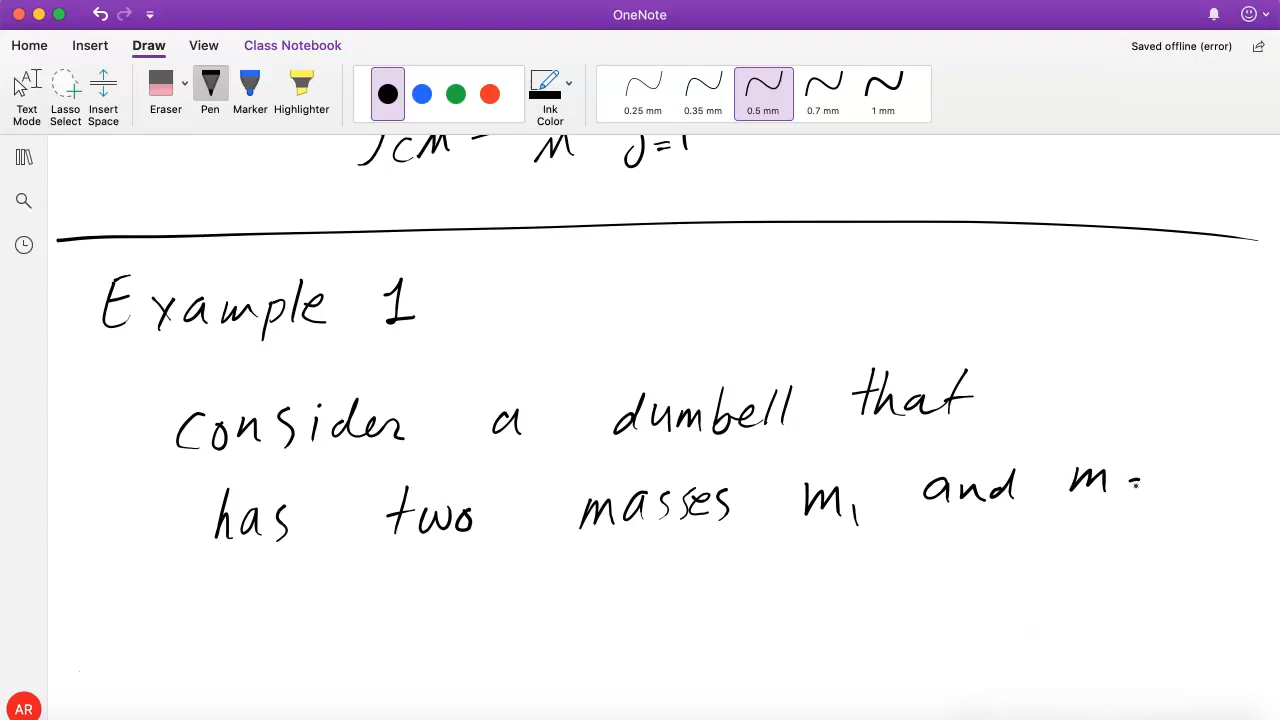 OneNote
Home Insert Draw View Class Notebook
Saved offline (error)
Text Mode
Lasso Select
Insert Space
Eraser
Pen
Marker
Highlighter
Ink Color
0.25 mm
0.35 mm
0.5 mm
0.7 mm
1 mm
CM = M j=1
Example 1
consider a dumbell that
has two masses m₁ and m
AR